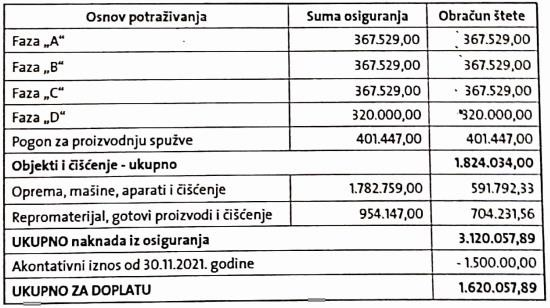 Osnov potraživanja Suma osiguranja Obračun štete
Faza „A" 367.529,00 367.529,00
Faza „B" 367.529,00 367.529,00
Faza „C" 367.529,00 367.529,00
Faza „D" 320.000,00 320.000,00
Pogon za proizvodnju spužve 401.447,00 401.447,00
Objekti i čišćenje - ukupno 1.824.034,00
Oprema, mašine, aparati i čišćenje 1.782.759,00 591.792,33
Repromaterijal, gotovi proizvodi i čišćenje 954.147,00 704.231,56
UKUPNO naknada iz osiguranja 3.120.057,89
Akontativni iznos od 30.11.2021. godine - 1.500.00,00
UKUPNO ZA DOPLATU 1.620.057,89